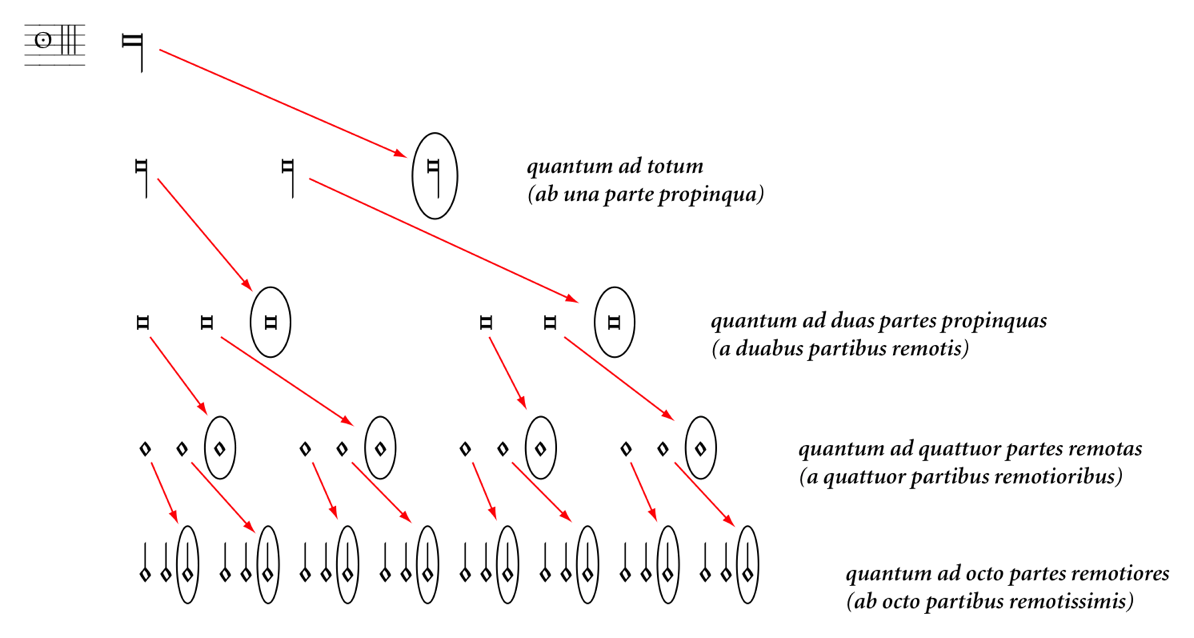 quantum ad totum
(ab una parte propinqua)
quantum ad duas partes propinquas
(a duabus partibus remotis)
quantum ad quattuor partes remotas
(a quattuor partibus remotioribus)
quantum ad octo partes remotiores
(ab octo partibus remotissimis)